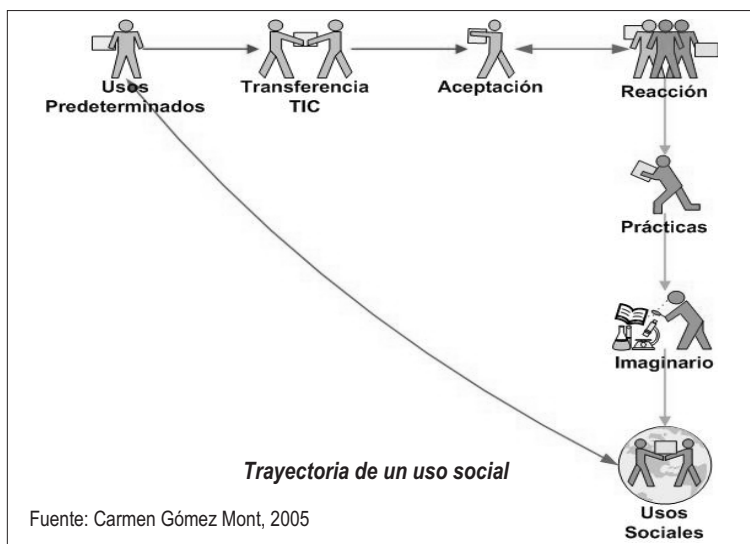 Usos
Predeterminados
Transferencia
TIC
Aceptación
Reacción
Prácticas
Imaginario
Trayectoria de un uso social
Usos
Sociales
Fuente: Carmen Gómez Mont, 2005